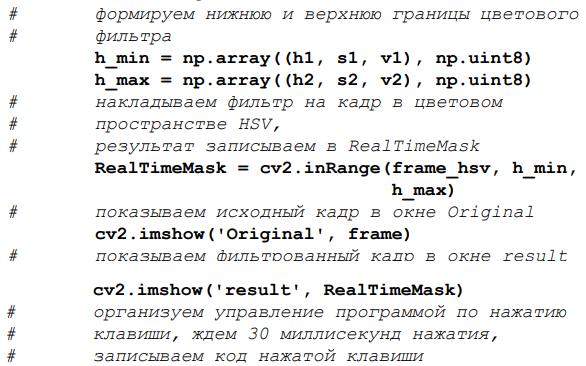 # формируем нижнюю и верхнюю границы цветового
# фильтра
h_min = np.array((h1, s1, v1), np.uint8)
h_max = np.array((h2, s2, v2), np.uint8)
# накладываем фильтр на кадр в цветовом
# пространстве HSV,
# результат записываем в RealTimeMask
RealTimeMask = cv2.inRange(frame_hsv, h_min,
h_max)
# показываем исходный кадр в окне Original
cv2.imshow('Original', frame)
# показываем фильтрованный кадр в окне result
cv2.imshow('result', RealTimeMask)
# организуем управление программой по нажатию
# клавиши, ждем 30 миллисекунд нажатия,
# записываем код нажатой клавиши